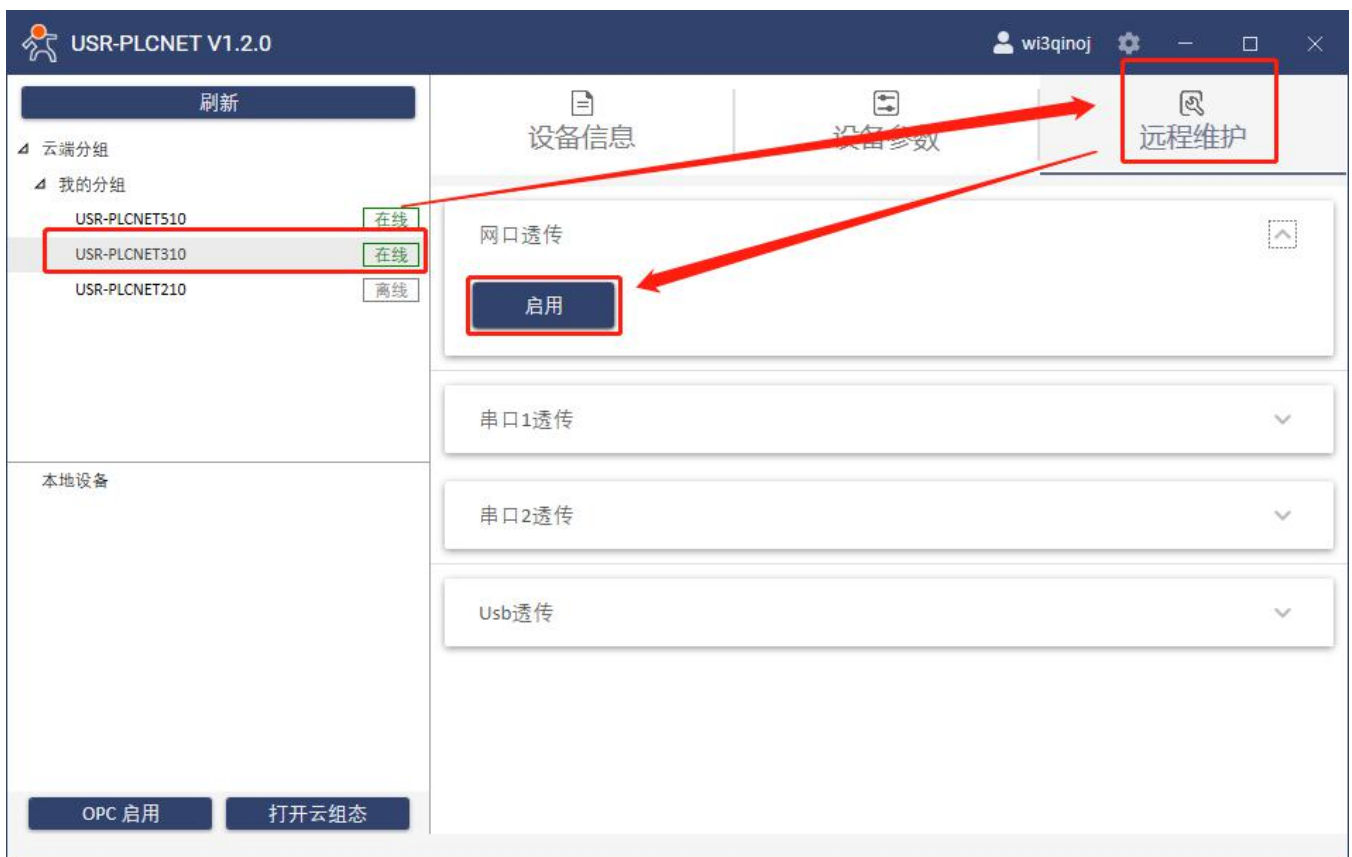 USR-PLCNET V1.2.0
wi3qinoj
刷新
云端分组
我的分组
USR-PLCNET510 在线
USR-PLCNET310 在线
USR-PLCNET210 离线
本地设备
OPC 启用
打开云组态
设备信息
设备参数
远程维护
网口透传
启用
串口1透传
串口2透传
Usb透传